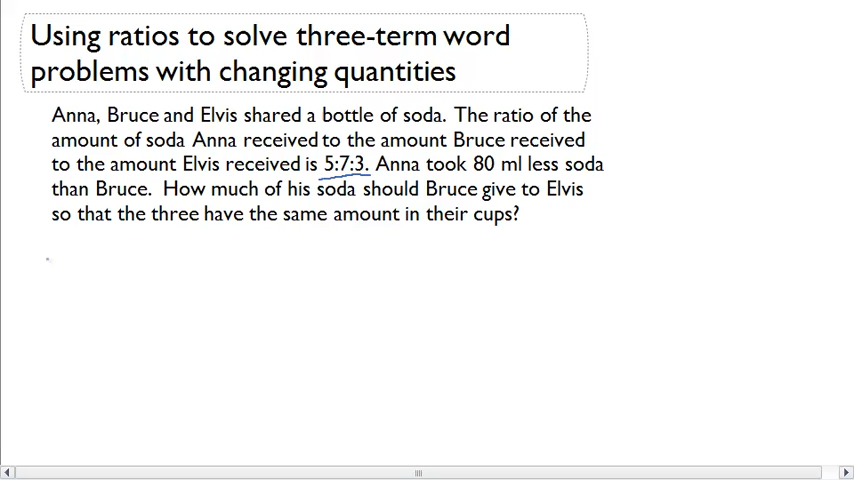 Using ratios to solve three-term word
problems with changing quantities
Anna, Bruce and Elvis shared a bottle of soda. The ratio of the
amount of soda Anna received to the amount Bruce received
to the amount Elvis received is 5:7:3. Anna took 80 ml less soda
than Bruce. How much of his soda should Bruce give to Elvis
so that the three have the same amount in their cups?